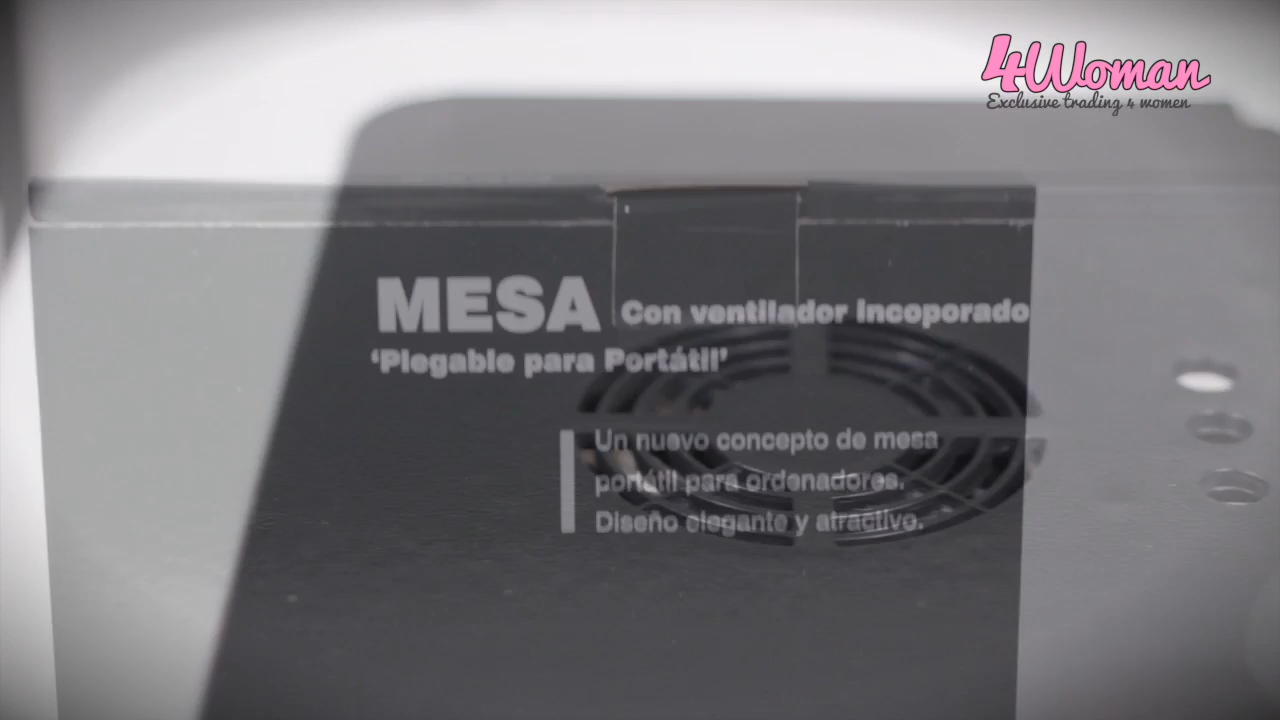 4Woman
Exclusive trading 4 women
MESA Con ventilador incoporado
‘Plegable para Portátil’
Un nuevo concepto de mesa
portátil para ordenadores.
Diseño elegante y atractivo.